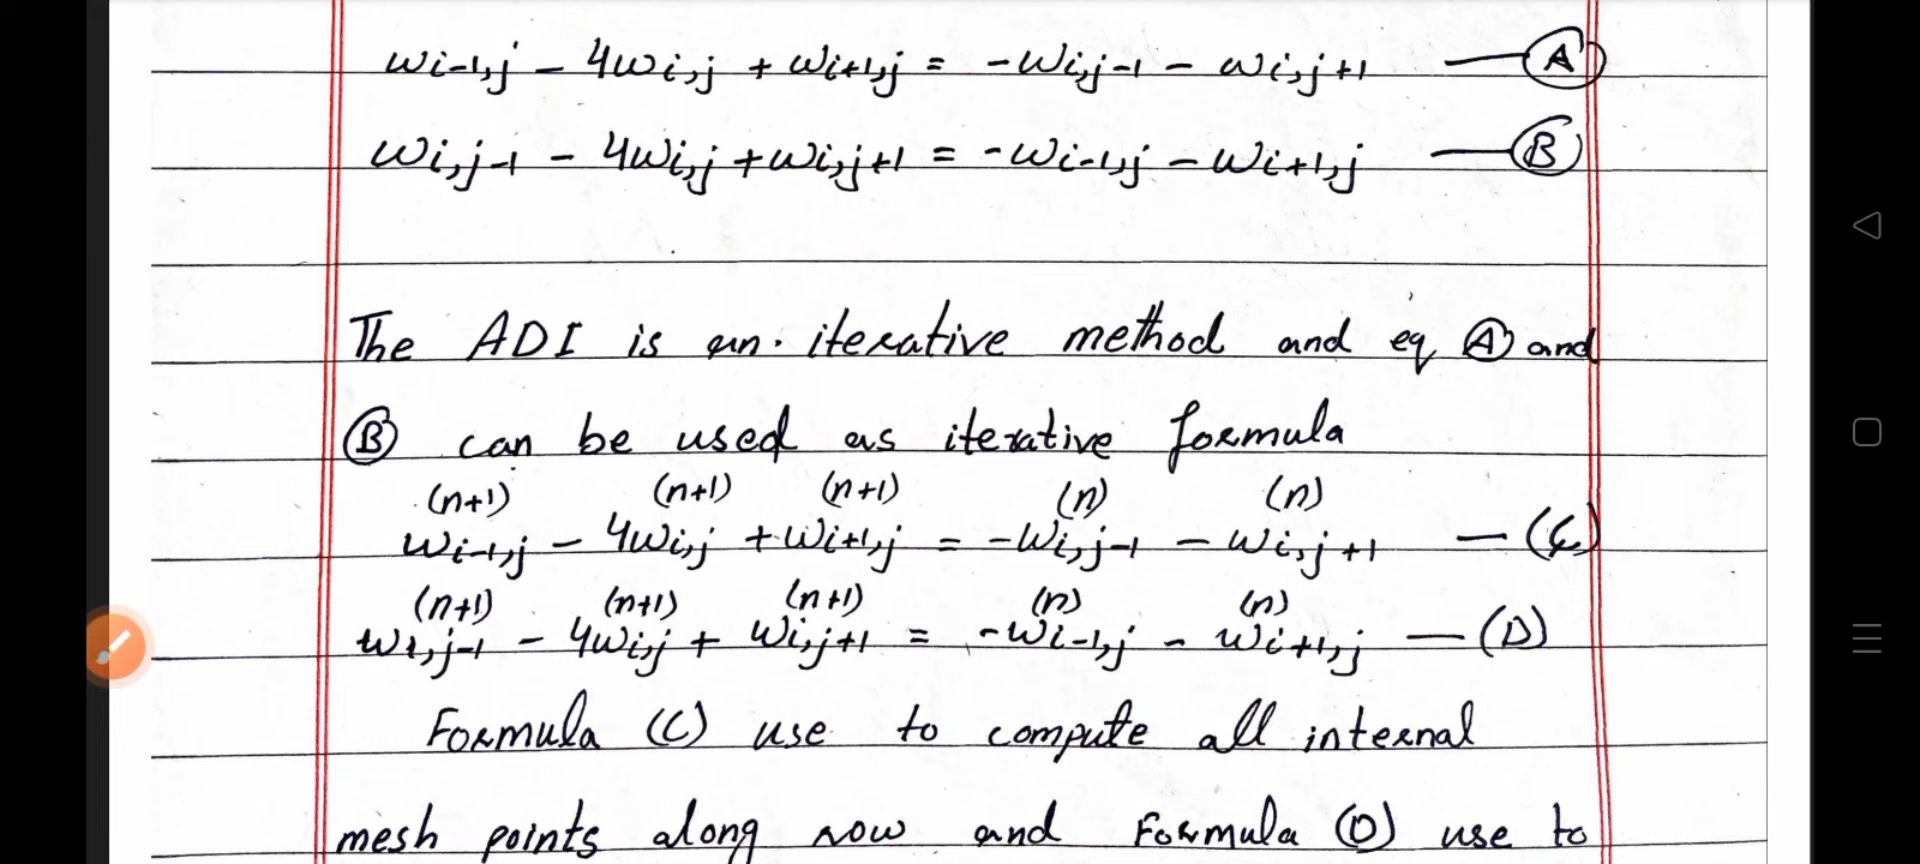 wi-1,j - 4wi,j + wi+1,j = -wi,j-1 - wi,j+1 — (A)
wi,j-1 - 4wi,j + wi,j+1 = -wi-1,j - wi+1,j — (B)
The ADI is an iterative method and eq (A) and
(B) can be used as iterative formula
(n+1) (n+1) (n+1) (n) (n)
wi-1,j - 4wi,j + wi+1,j = -wi,j-1 - wi,j+1 — (C)
(n+1) (n+1) (n+1) (n) (n)
wi,j-1 - 4wi,j + wi,j+1 = -wi-1,j - wi+1,j — (D)
Formula (C) use to compute all internal
mesh points along row and Formula (D) use to